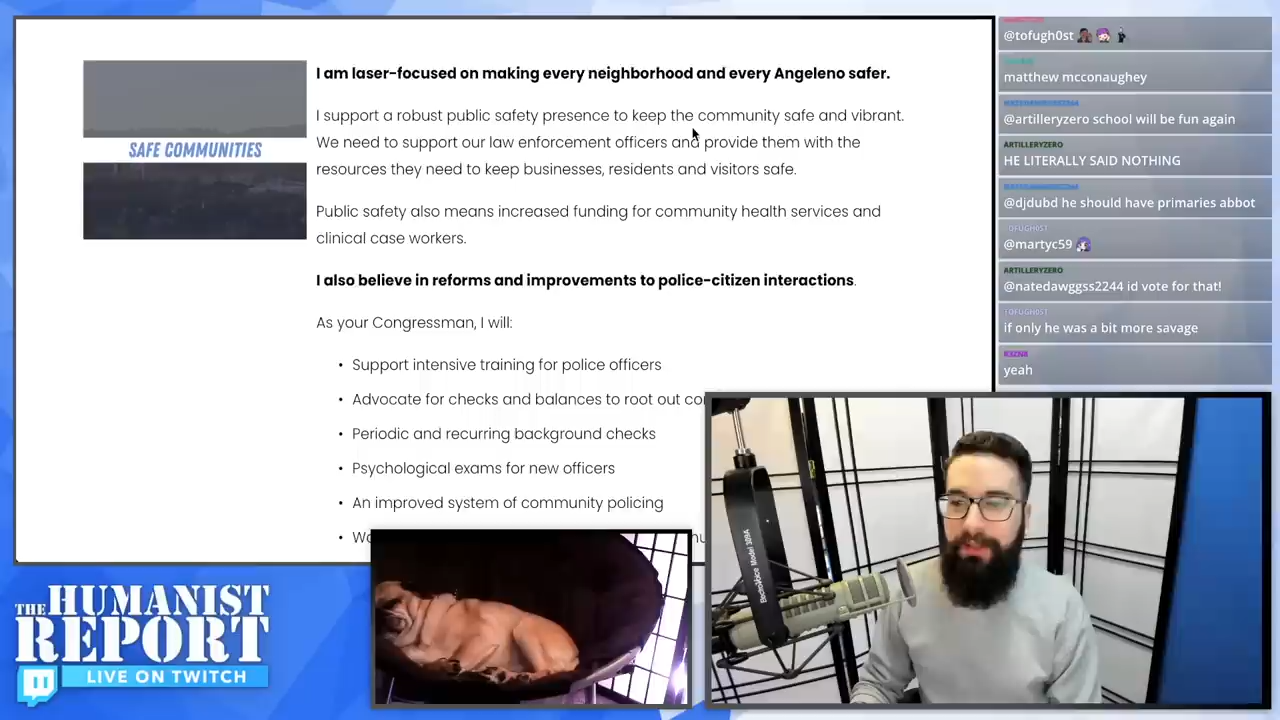 I am laser-focused on making every neighborhood and every Angeleno safer.
SAFE COMMUNITIES
I support a robust public safety presence to keep the community safe and vibrant.
We need to support our law enforcement officers and provide them with the
resources they need to keep businesses, residents and visitors safe.
Public safety also means increased funding for community health services and
clinical case workers.
I also believe in reforms and improvements to police-citizen interactions.
As your Congressman, I will:
• Support intensive training for police officers
• Advocate for checks and balances to root out
• Periodic and recurring background checks
• Psychological exams for new officers
• An improved system of community policing
@tofugh0st
matthew mcconaughey
@artilleryzero school will be fun again
ARTILLERYZERO
HE LITERALLY SAID NOTHING
@djdubd he should have primaries abbot
TOFUGH0ST
@martyc59
ARTILLERYZERO
@natedawggss2244 id vote for that!
TOFUGH0ST
if only he was a bit more savage
yeah
Electro-Voice Model 309A
THE HUMANIST
REPORT
LIVE ON TWITCH